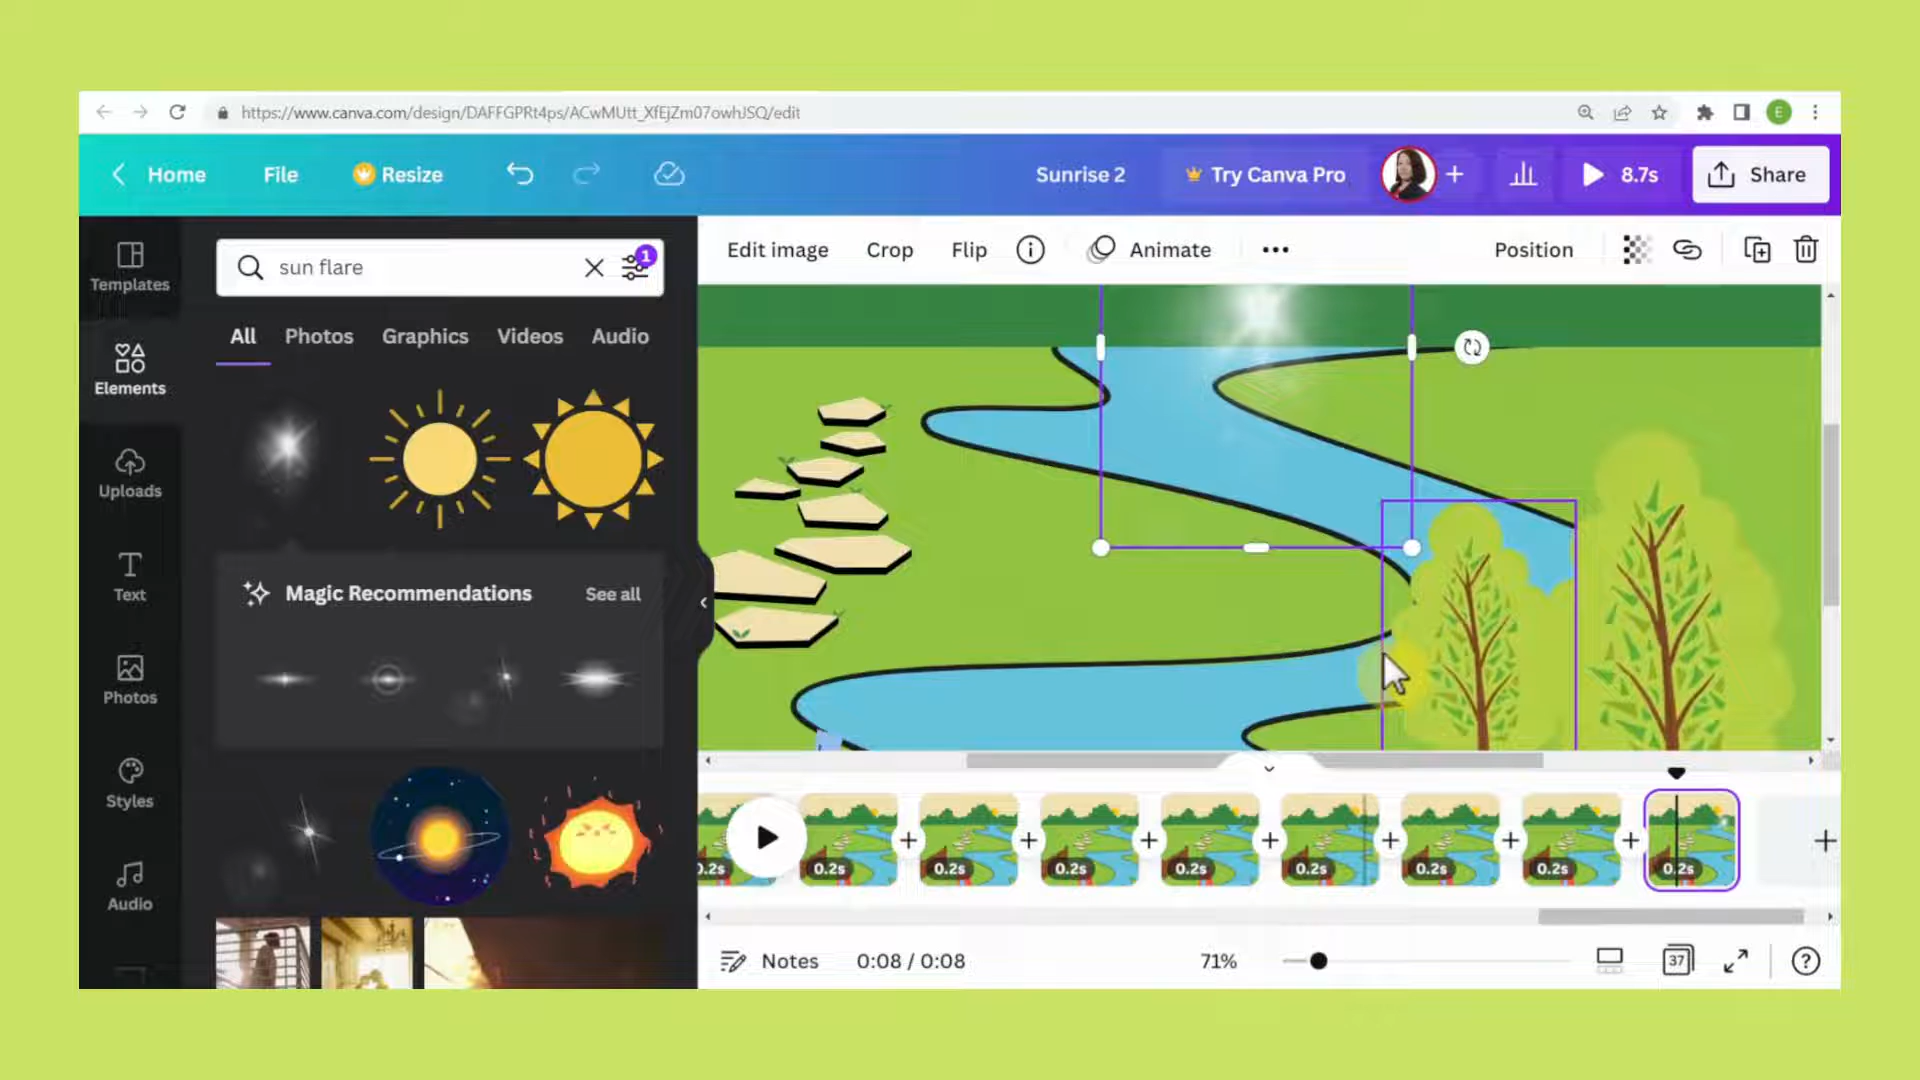 https://www.canva.com/design/DAFFGPRt4ps/ACwMUtt_XfEjZm07owhJSQ/edit
E
Home File Resize Sunrise 2 Try Canva Pro 8.7s Share
Edit image Crop Flip Animate Position
Templates
Elements
Uploads
Text
Photos
Styles
Audio
sun flare
1
All Photos Graphics Videos Audio
Magic Recommendations See all
0.2s 0.2s 0.2s 0.2s 0.2s 0.2s 0.2s 0.2s 0.2s
Notes 0:08 / 0:08 71% 37